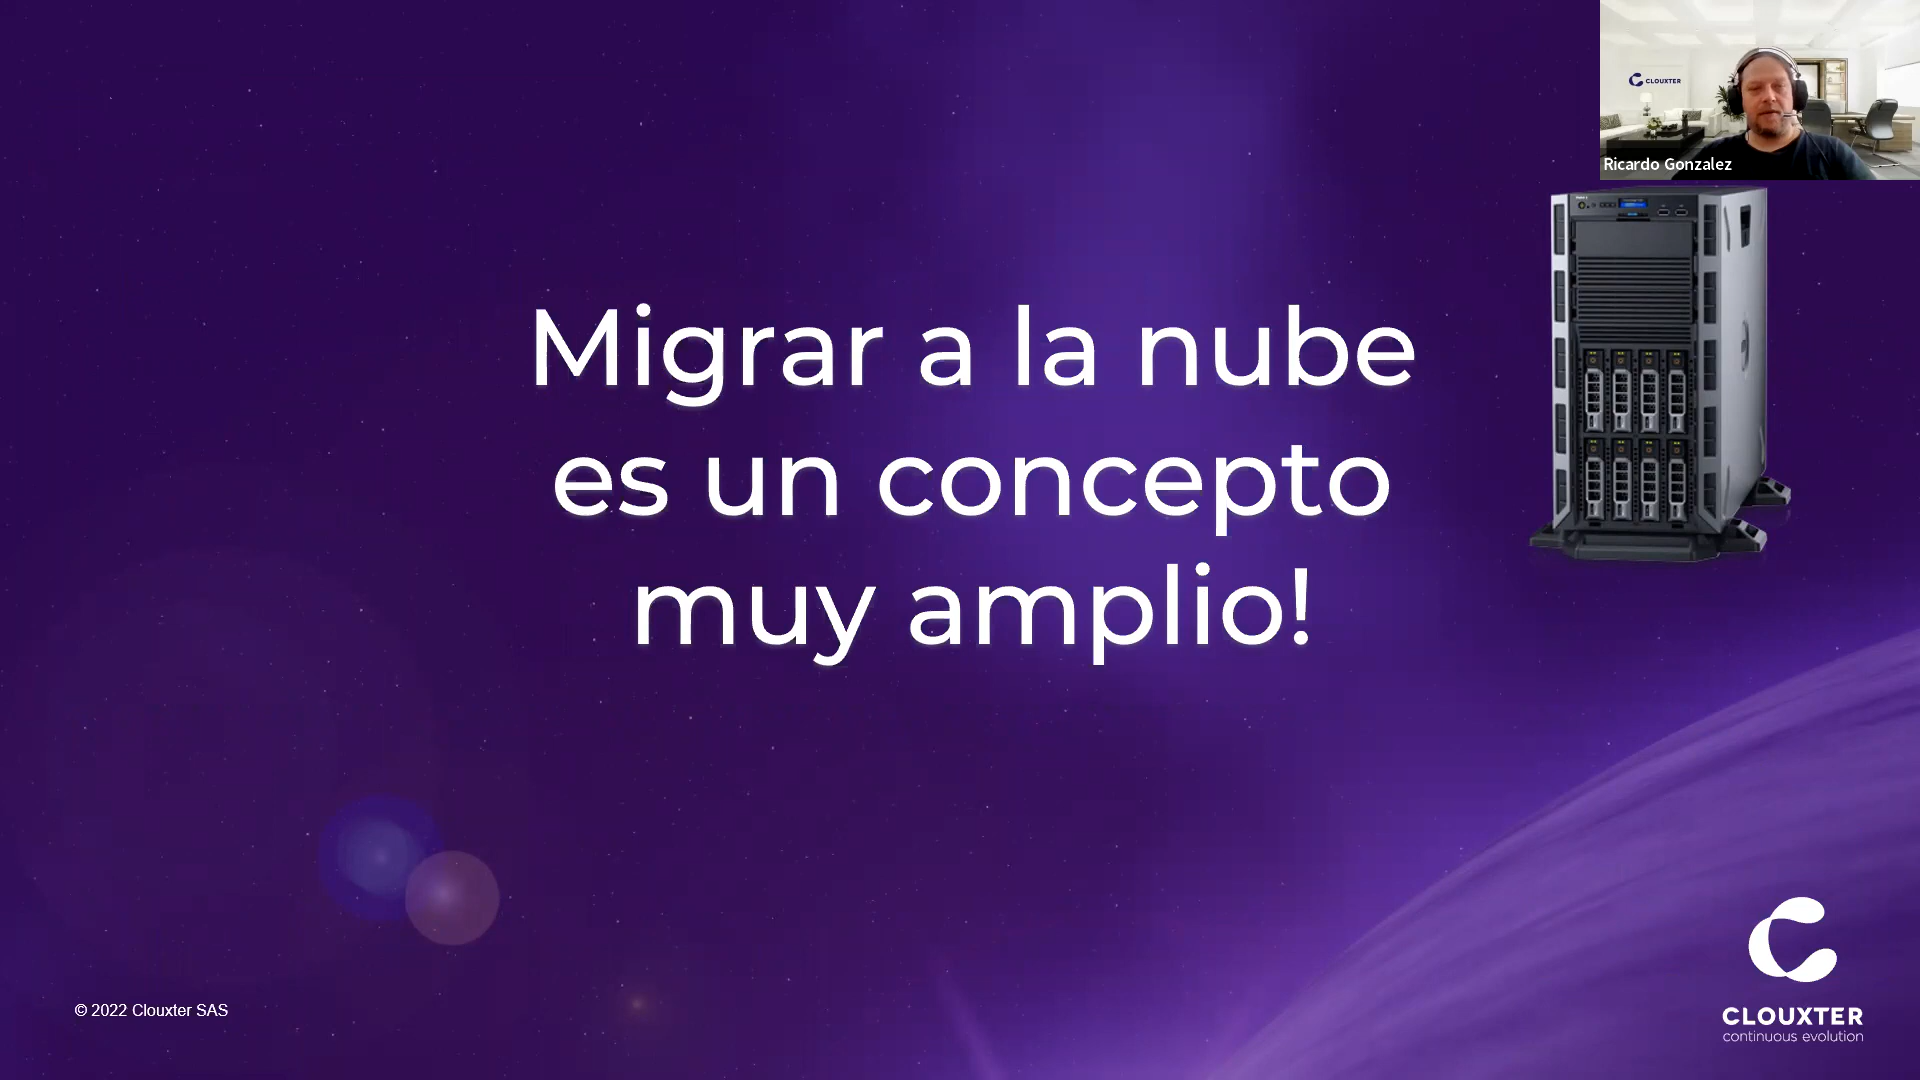 CLOUXTER
Ricardo Gonzalez
Migrar a la nube
es un concepto
muy amplio!
© 2022 Clouxter SAS
CLOUXTER
continuous evolution